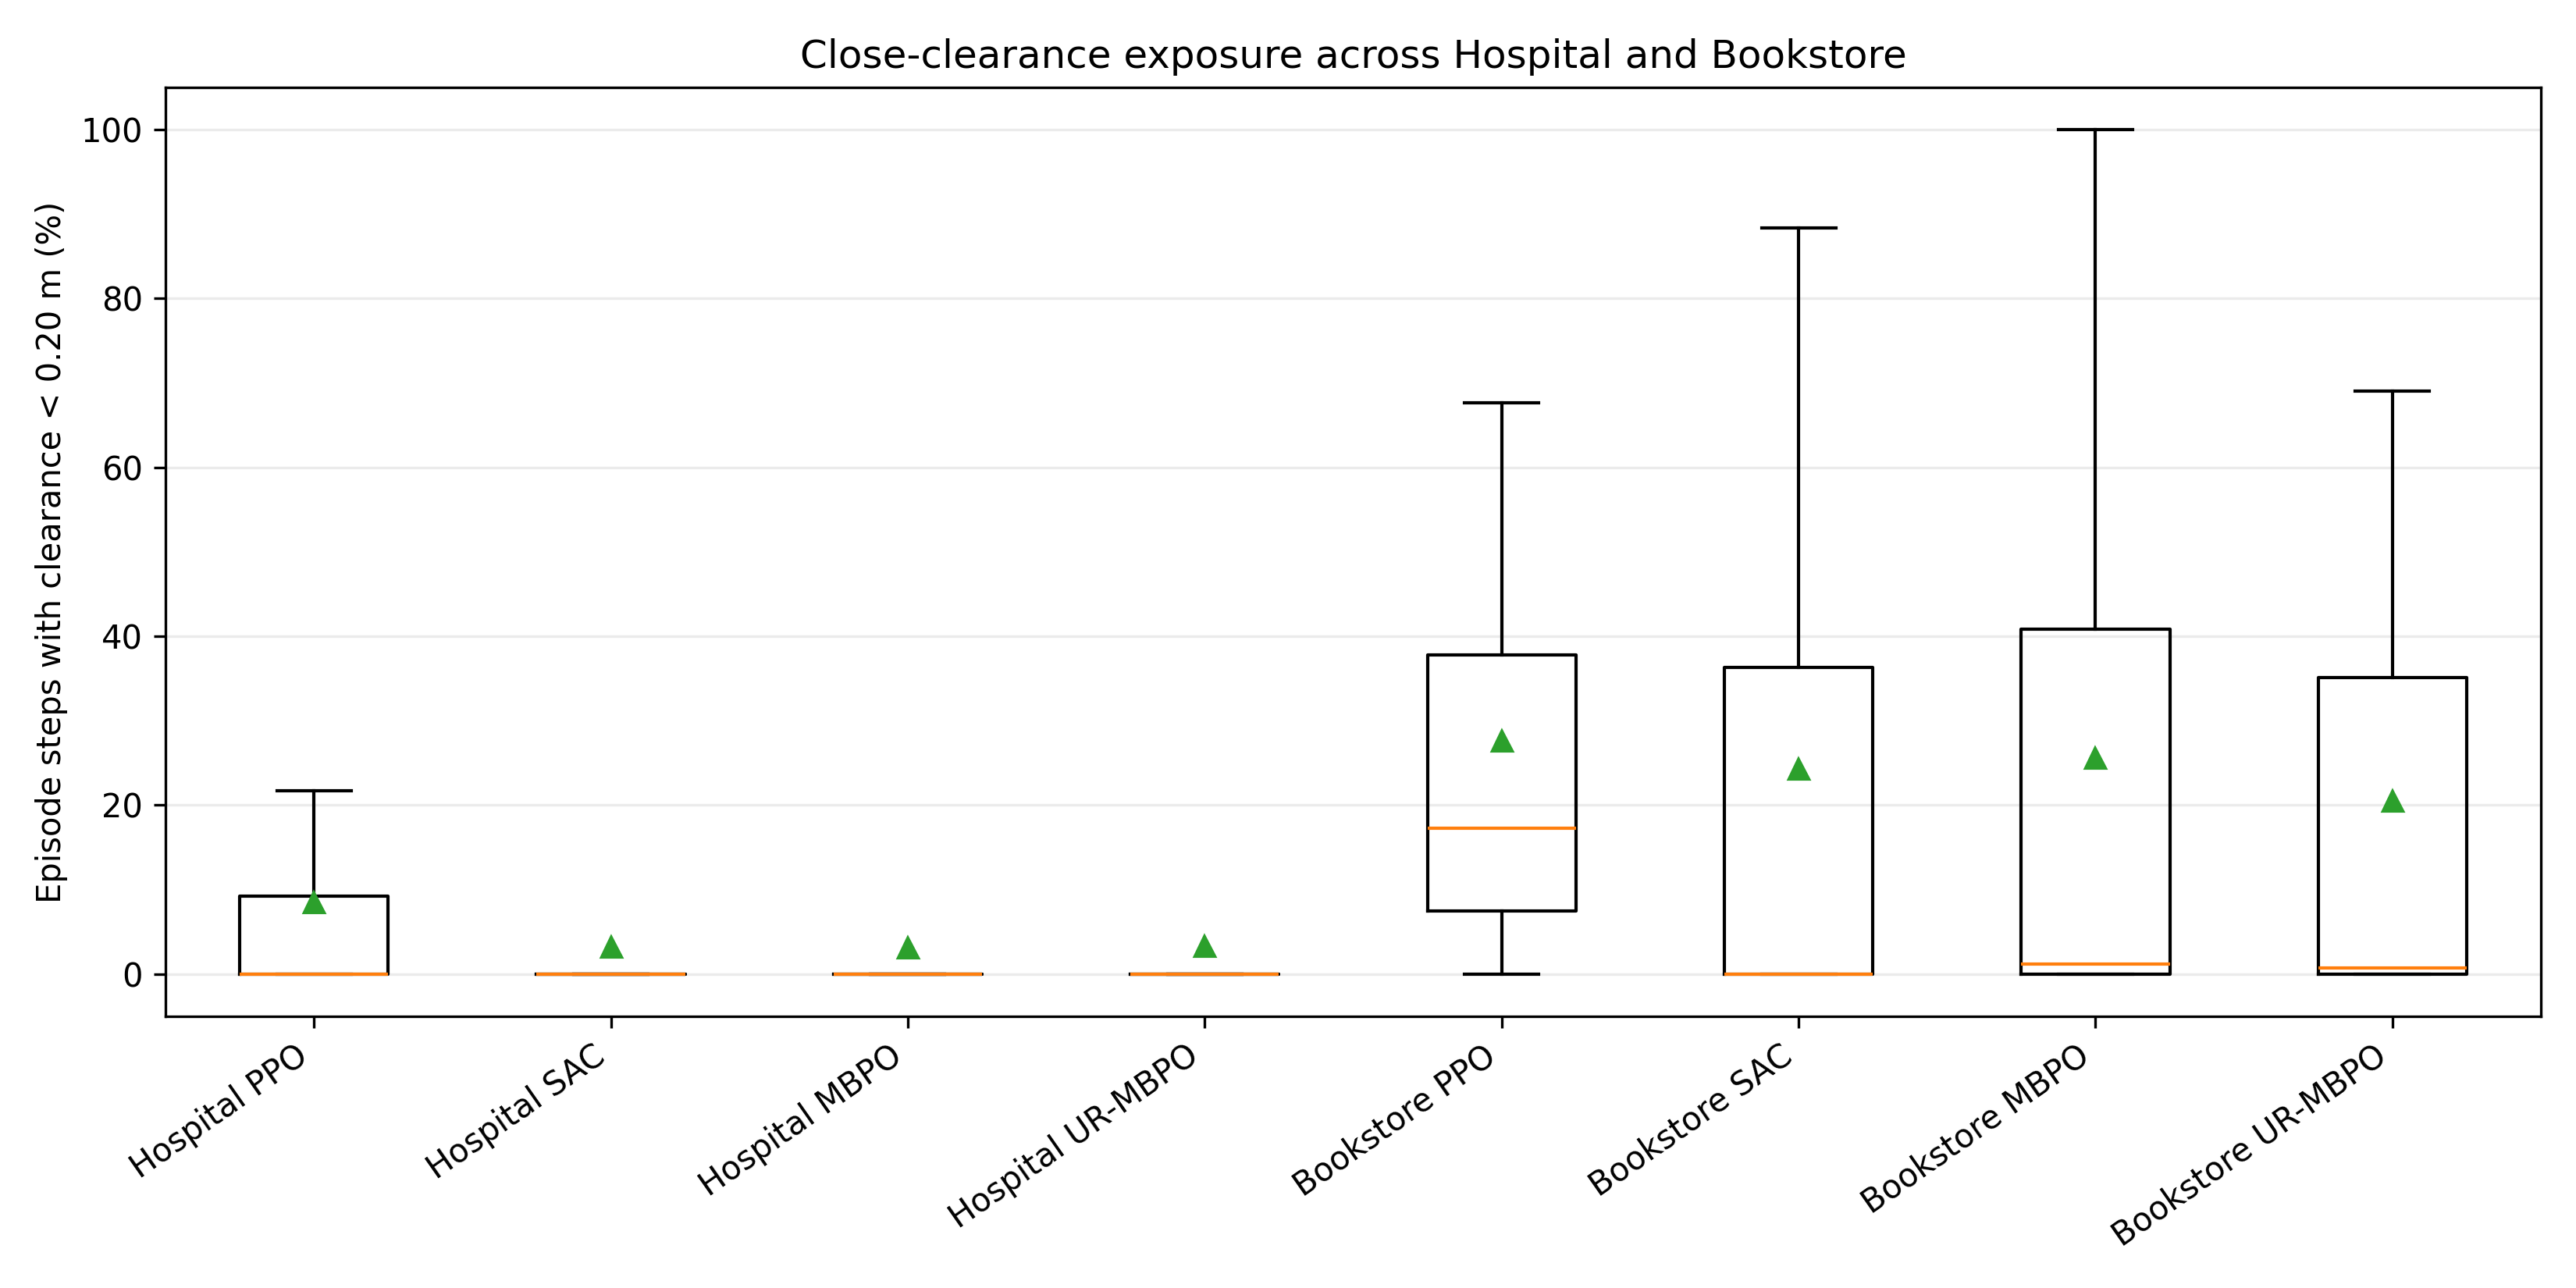 Close-clearance exposure across Hospital and Bookstore
Episode steps with clearance < 0.20 m (%)
100
80
60
40
20
0
Hospital PPO
Hospital SAC
Hospital MBPO
Hospital UR-MBPO
Bookstore PPO
Bookstore SAC
Bookstore MBPO
Bookstore UR-MBPO